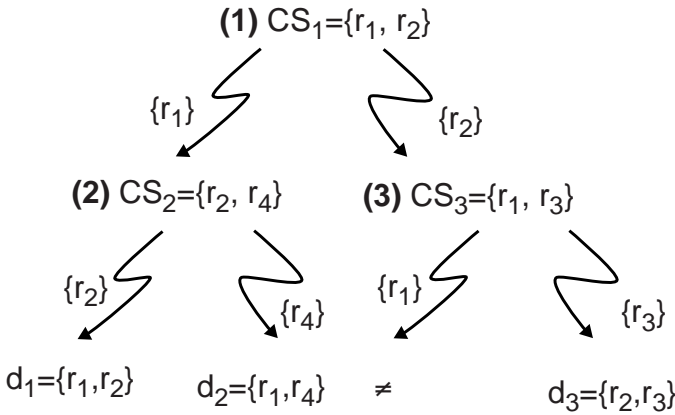 (1) CS₁={r₁, r₂}
{r₁}
{r₂}
(2) CS₂={r₂, r₄}
(3) CS₃={r₁, r₃}
{r₂}
{r₄}
{r₁}
{r₃}
d₁={r₁,r₂}
d₂={r₁,r₄}
≠
d₃={r₂,r₃}